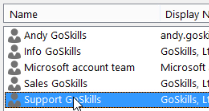 Name Display N
Andy GoSkills andy.gosk
Info GoSkills GoSkills, Lt
Microsoft account team Microsoft
Sales GoSkills GoSkills, Lt
Support GoSkills GoSkills, Lt